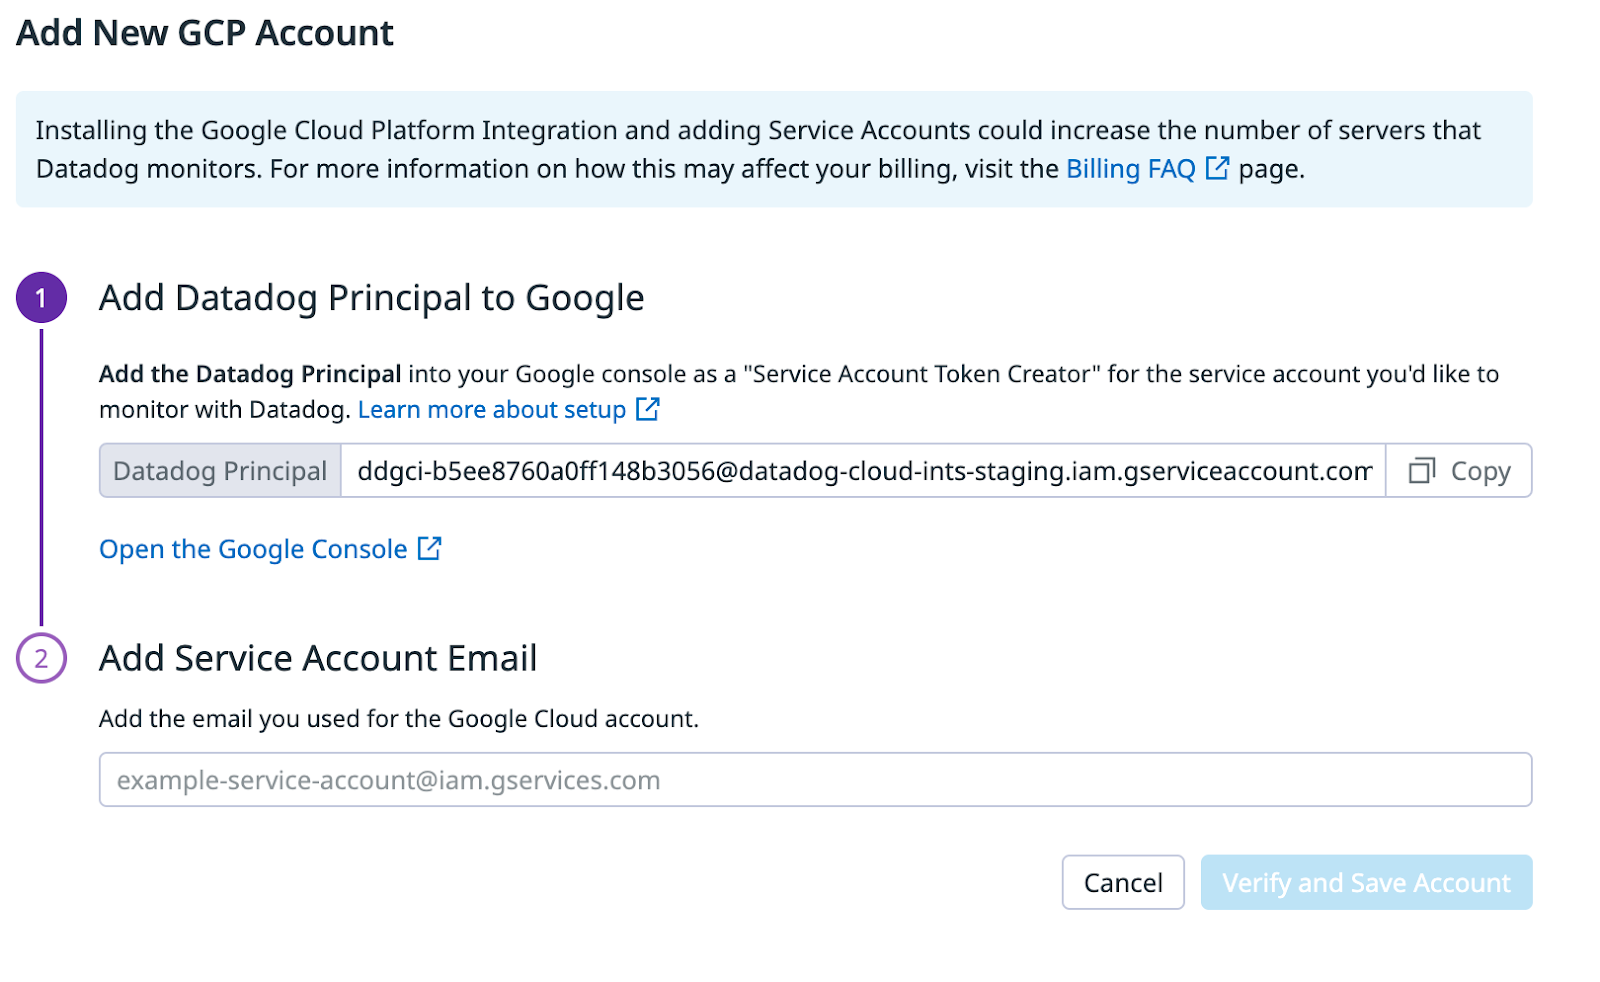 Add New GCP Account
Installing the Google Cloud Platform Integration and adding Service Accounts could increase the number of servers that
Datadog monitors. For more information on how this may affect your billing, visit the Billing FAQ page.
1
Add Datadog Principal to Google
Add the Datadog Principal into your Google console as a "Service Account Token Creator" for the service account you'd like to
monitor with Datadog. Learn more about setup
Datadog Principal ddgci-b5ee8760a0ff148b3056@datadog-cloud-ints-staging.iam.gserviceaccount.com Copy
Open the Google Console
2
Add Service Account Email
Add the email you used for the Google Cloud account.
example-service-account@iam.gservices.com
Cancel Verify and Save Account